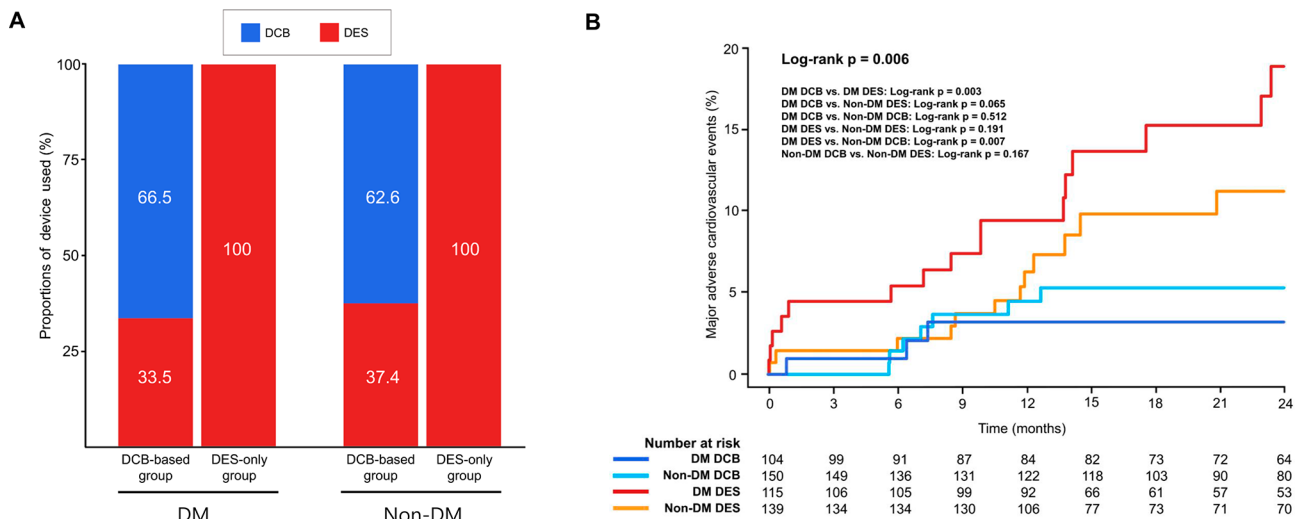 A
DCB DES
Proportions of device used (%)
100
75
50
25
66.5
33.5
100
62.6
37.4
100
DCB-based group
DES-only group
DCB-based group
DES-only group
DM
Non-DM
B
Major adverse cardiovascular events (%)
20
15
10
5
0
Log-rank p = 0.006
DM DCB vs. DM DES: Log-rank p = 0.003
DM DCB vs. Non-DM DES: Log-rank p = 0.065
DM DCB vs. Non-DM DCB: Log-rank p = 0.512
DM DES vs. Non-DM DES: Log-rank p = 0.191
DM DES vs. Non-DM DCB: Log-rank p = 0.007
Non-DM DCB vs. Non-DM DES: Log-rank p = 0.167
0 3 6 9 12 15 18 21 24
Time (months)
Number at risk
DM DCB 104 99 91 87 84 82 73 72 64
Non-DM DCB 150 149 136 131 122 118 103 90 80
DM DES 115 106 105 99 92 66 61 57 53
Non-DM DES 139 134 134 130 106 77 73 71 70